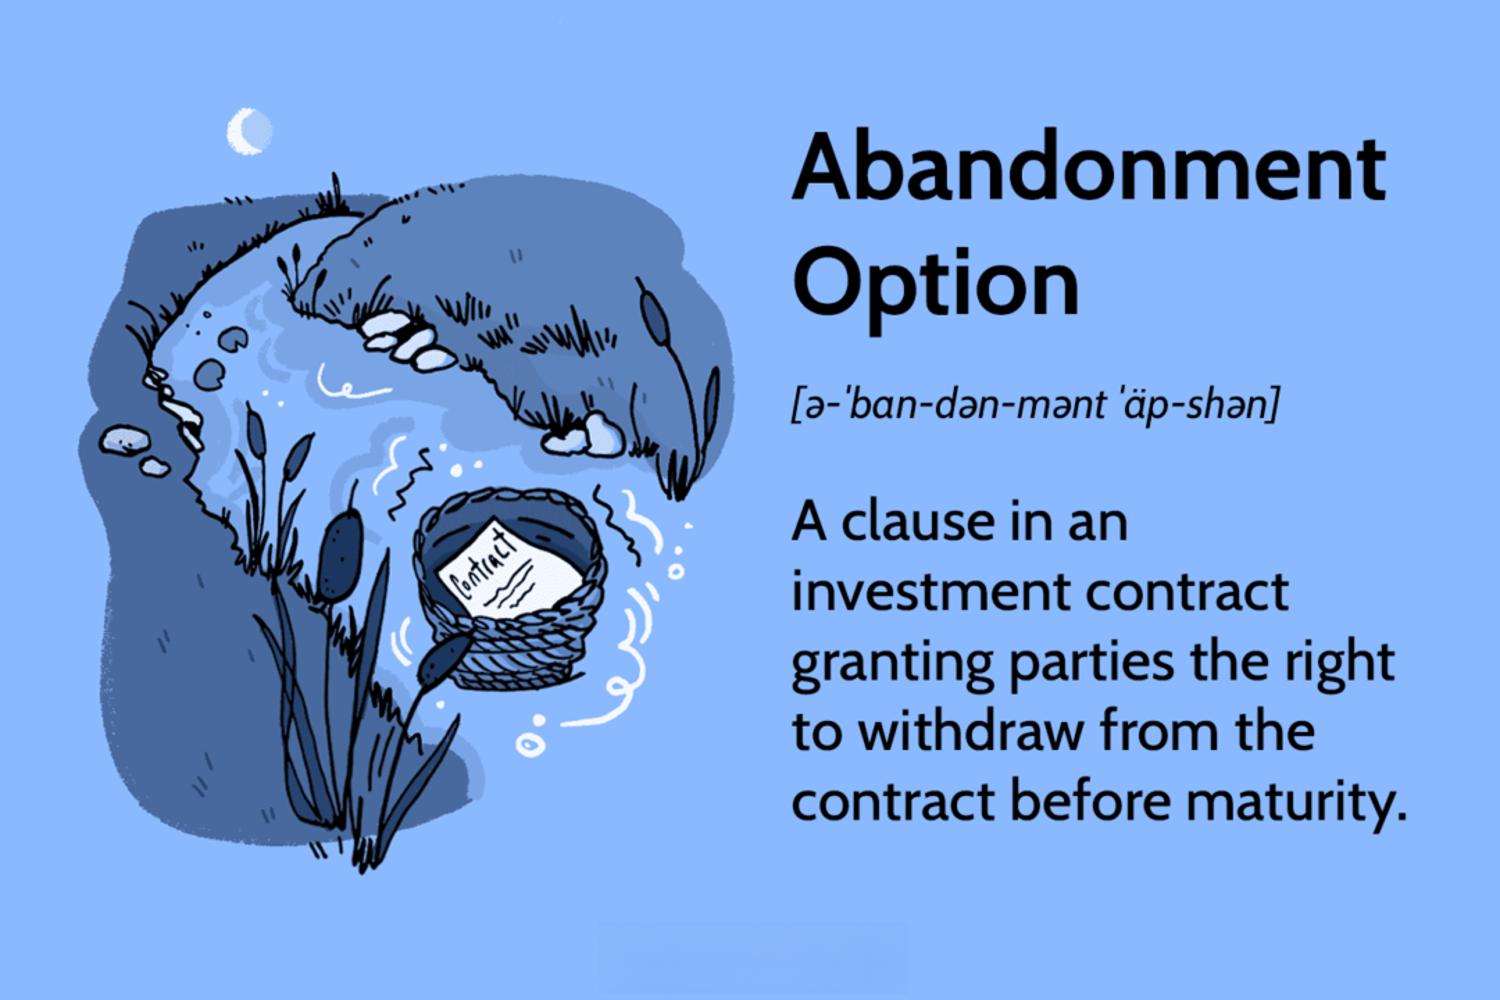 Contract
Abandonment
Option
[ə-ˈban-dən-mənt ˈäp-shən]
A clause in an
investment contract
granting parties the right
to withdraw from the
contract before maturity.